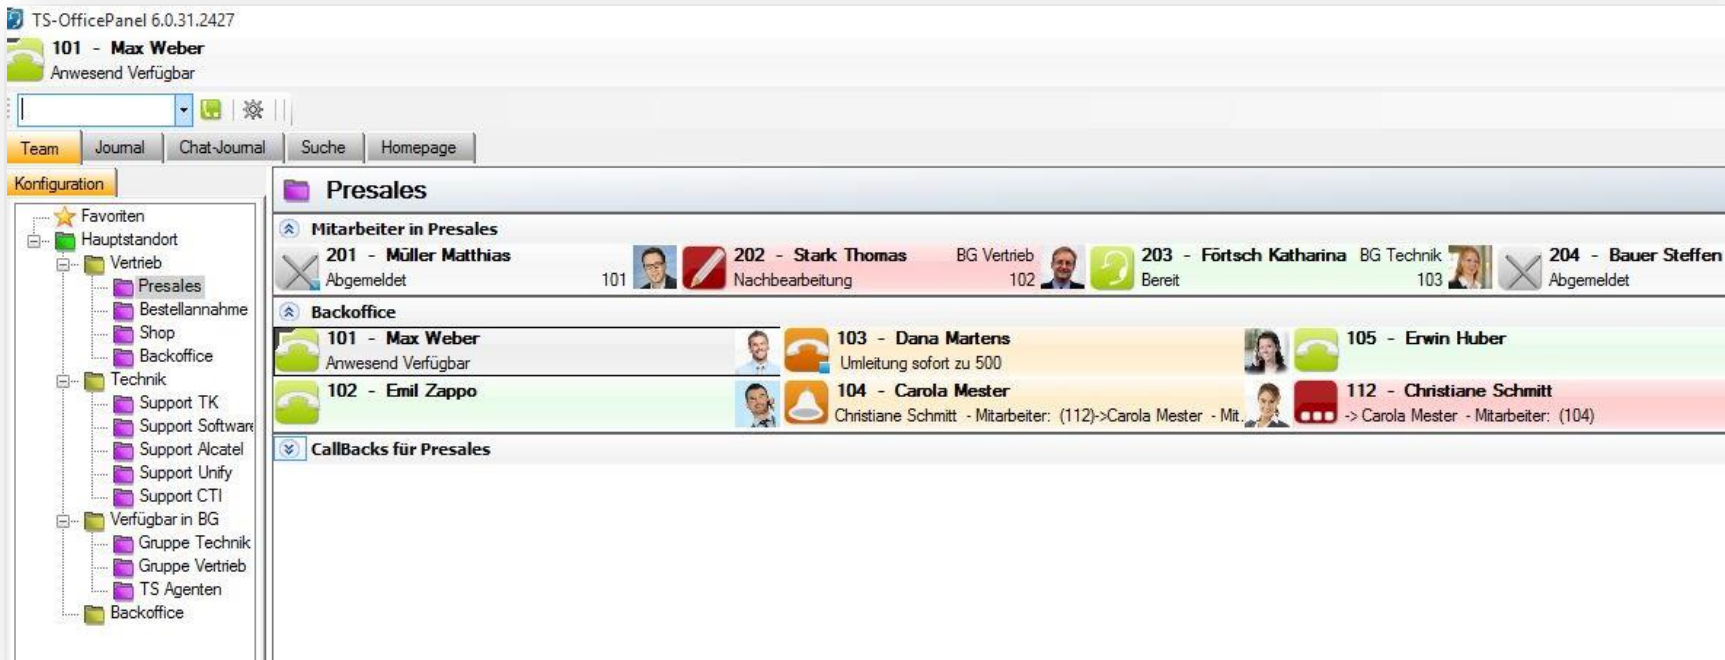 TS-OfficePanel 6.0.31.2427
101 - Max Weber
Anwesend Verfügbar
Team Journal Chat-Journal Suche Homepage
Konfiguration
Favoriten
Hauptstandort
Vertrieb
Presales
Bestellannahme
Shop
Backoffice
Technik
Support TK
Support Software
Support Alcatel
Support Unify
Support CTI
Verfügbar in BG
Gruppe Technik
Gruppe Vertrieb
TS Agenten
Backoffice
Presales
Mitarbeiter in Presales
201 - Müller Matthias
Abgemeldet 101
202 - Stark Thomas BG Vertrieb
Nachbearbeitung 102
203 - Förtsch Katharina BG Technik
Bereit 103
204 - Bauer Steffen
Abgemeldet
Backoffice
101 - Max Weber
Anwesend Verfügbar
103 - Dana Martens
Umleitung sofort zu 500
105 - Erwin Huber
102 - Emil Zappo
104 - Carola Mester
Christiane Schmitt - Mitarbeiter: (112)->Carola Mester - Mit...
112 - Christiane Schmitt
-> Carola Mester - Mitarbeiter: (104)
CallBacks für Presales